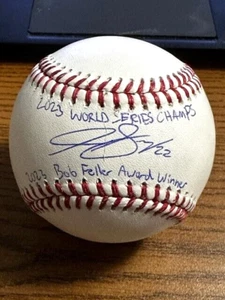 2023 WORLD SERIES CHAMPS
22
2023 Bob Feller Award Winner